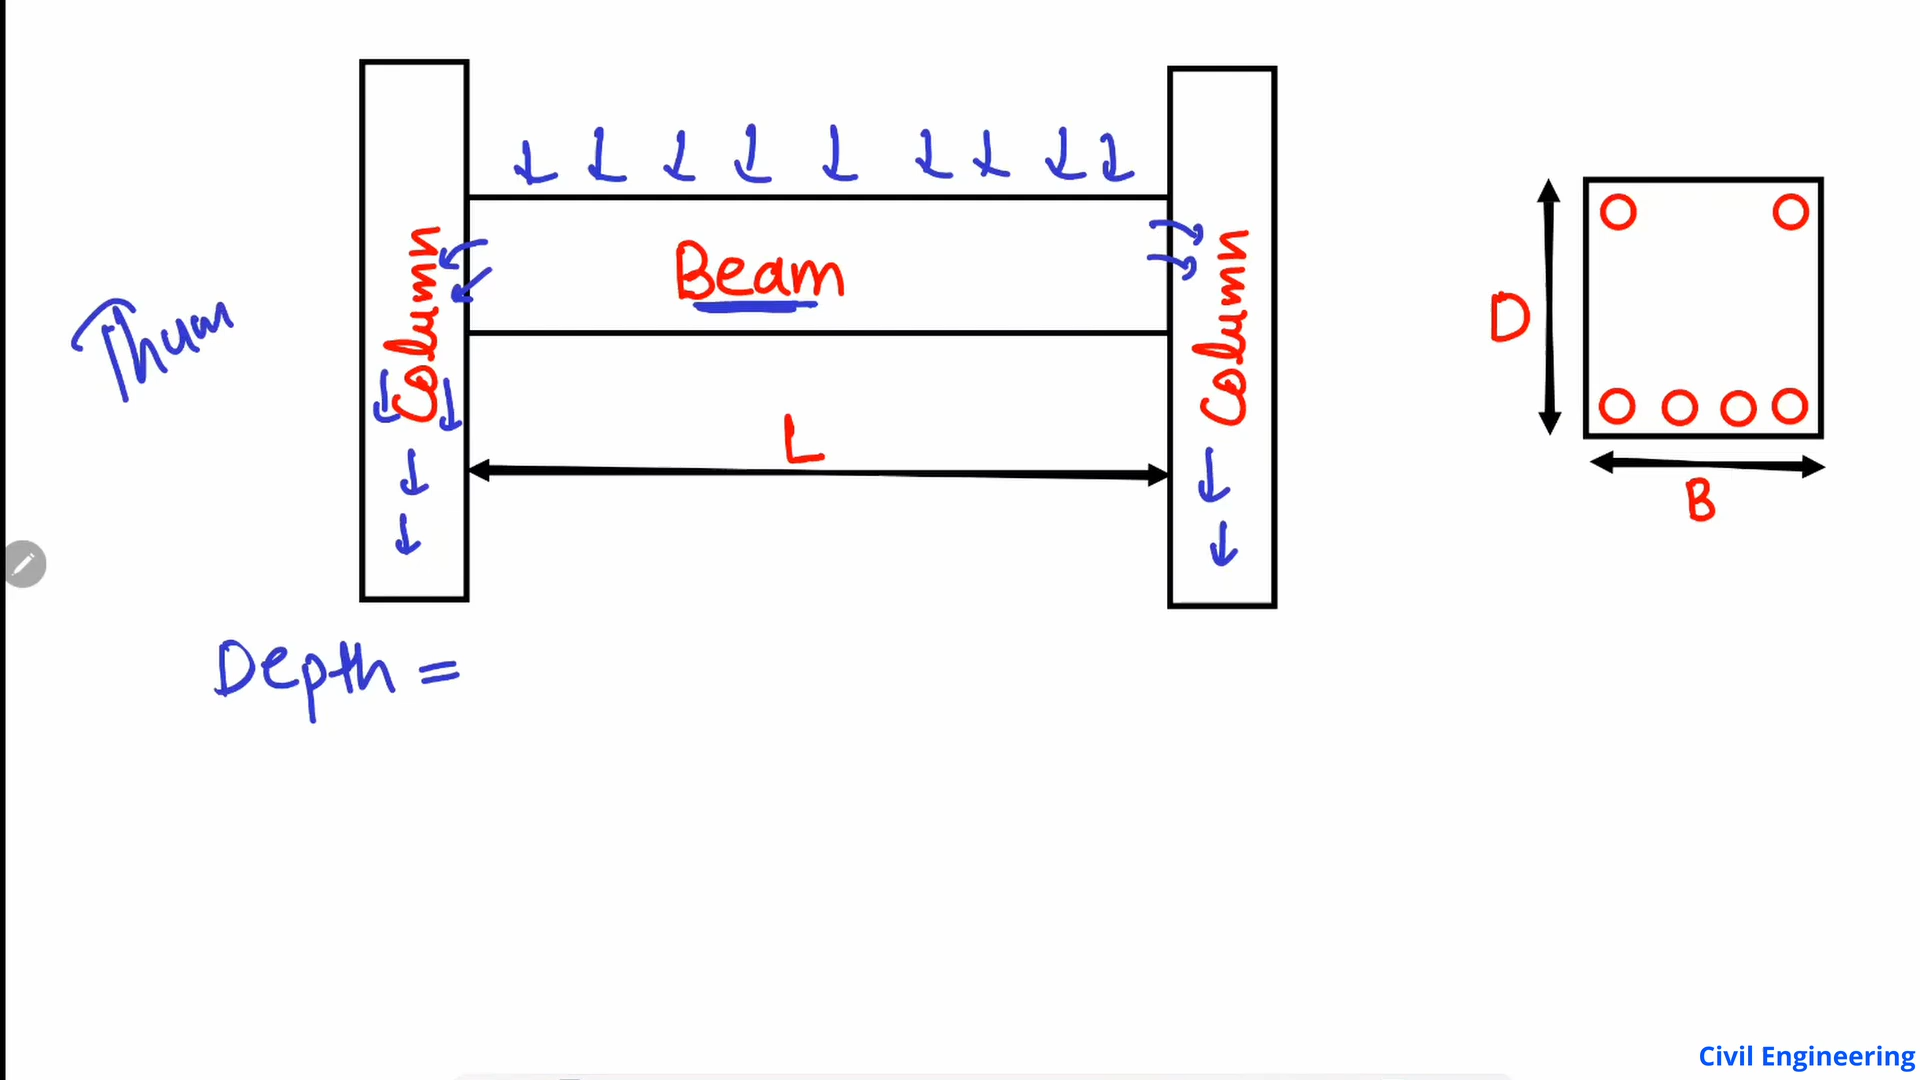 Column
Beam
Column
Thum
D
L
B
Depth =
Civil Engineering